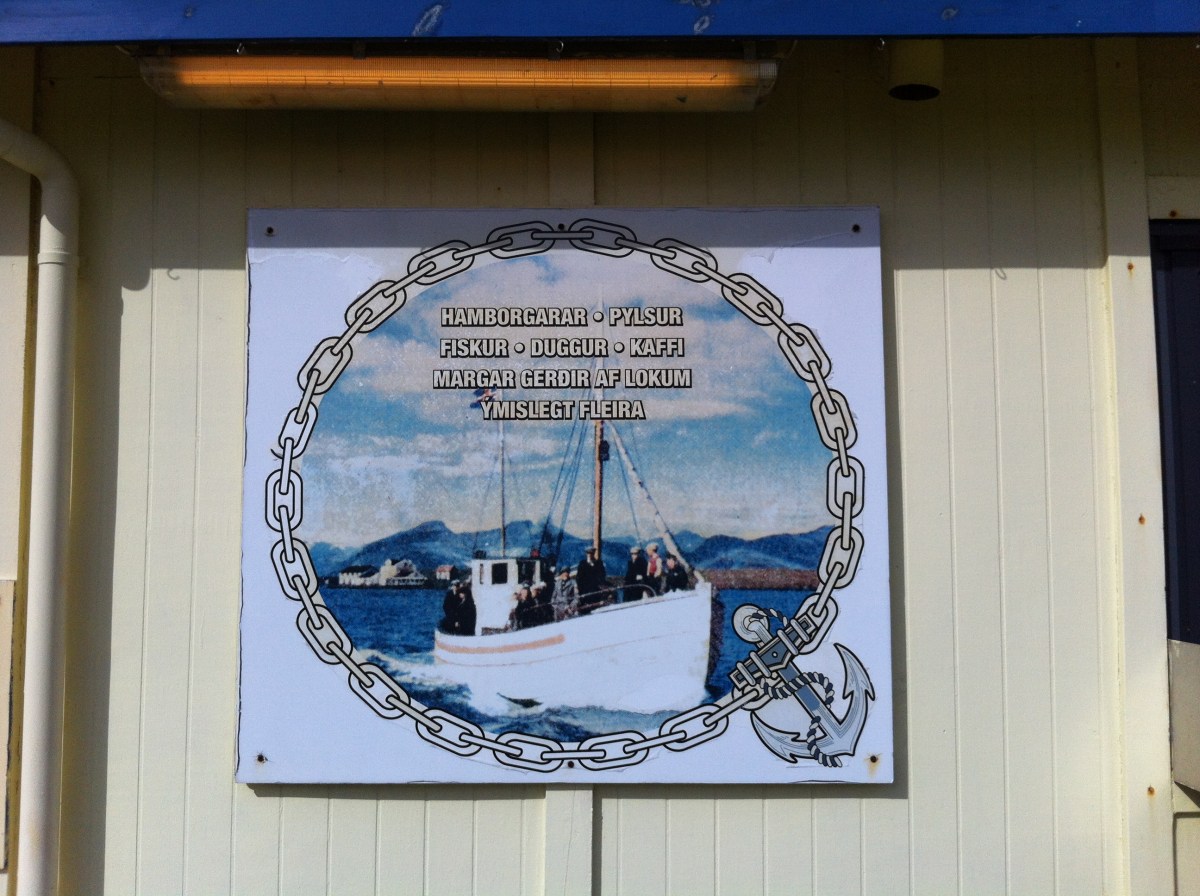 HAMBORGARAR • PYLSUR
FISKUR • DUGGUR • KAFFI
MARGAR GERÐIR AF LOKUM
ÝMISLEGT FLEIRA